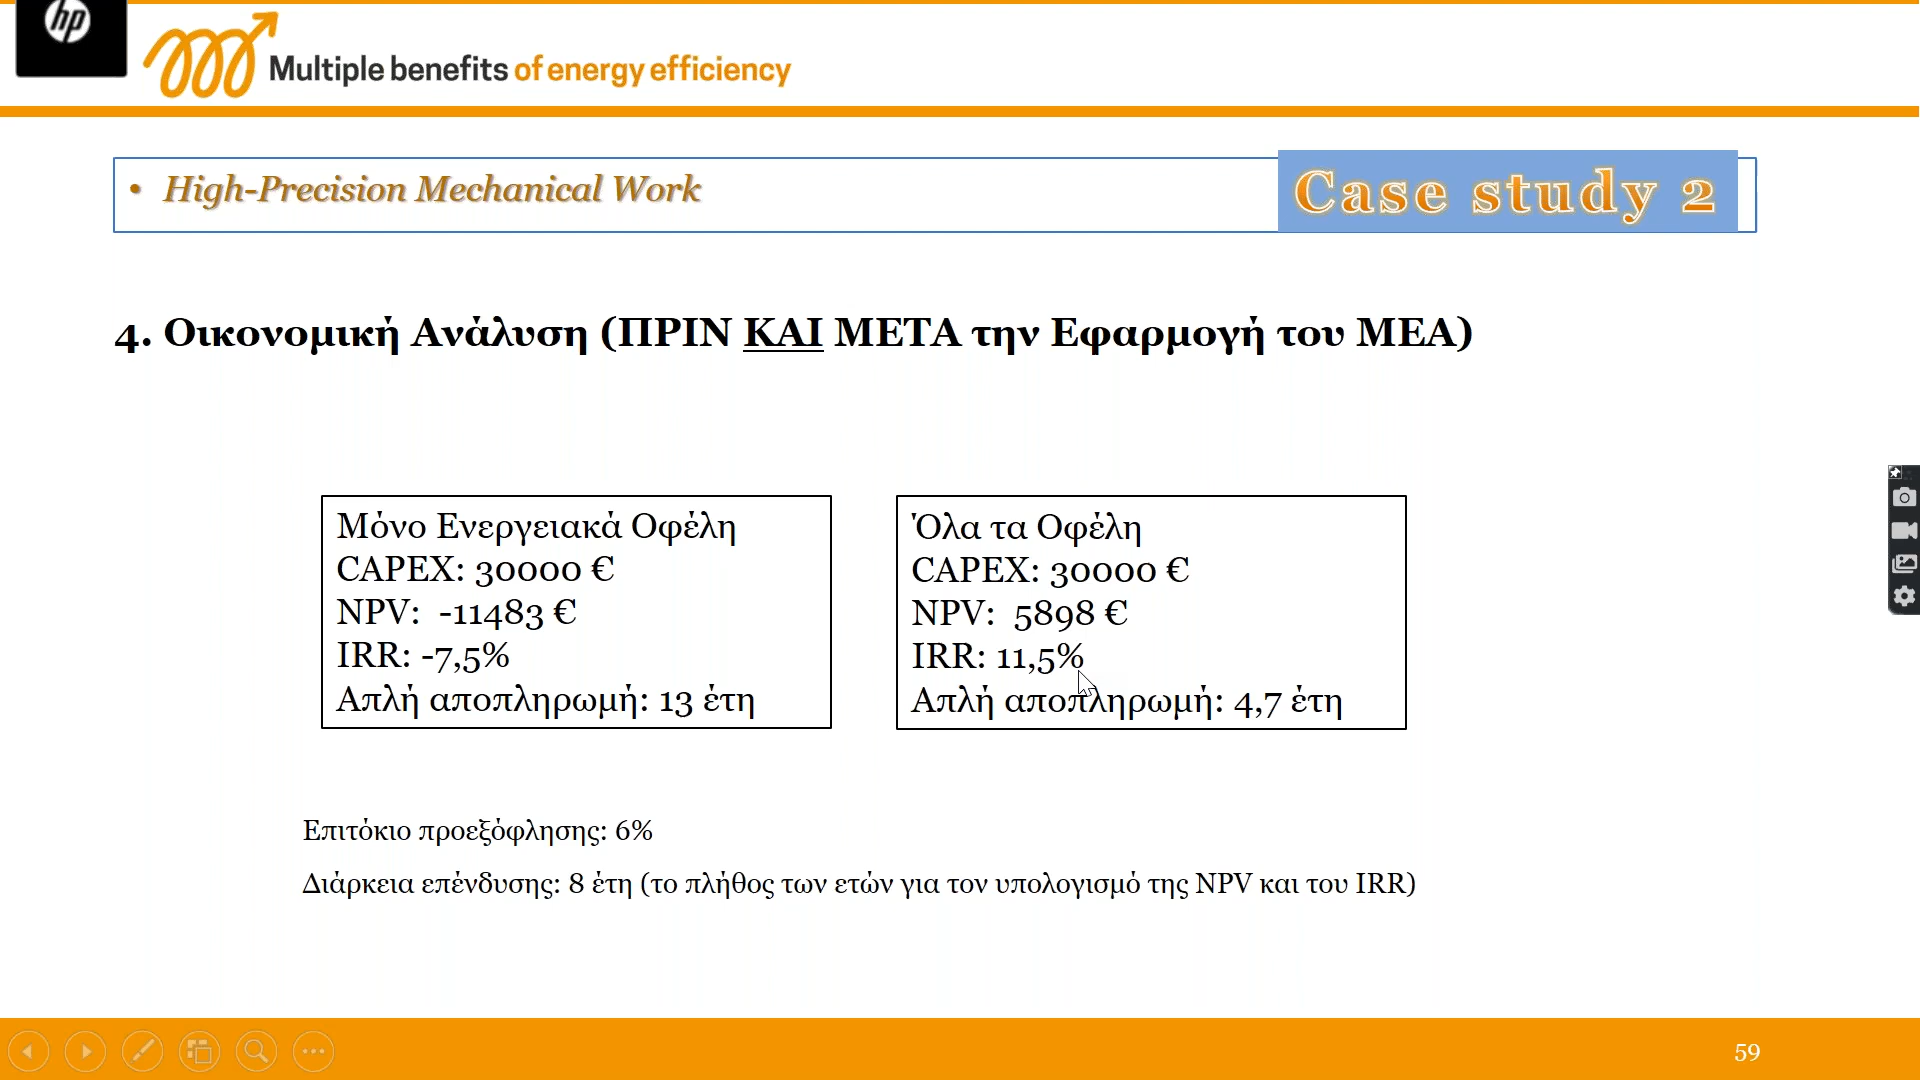 hp
Multiple benefits of energy efficiency
• High-Precision Mechanical Work
Case study 2
4. Οικονομική Ανάλυση (ΠΡΙΝ ΚΑΙ ΜΕΤΑ την Εφαρμογή του ΜΕΑ)
Μόνο Ενεργειακά Οφέλη
CAPEX: 30000 €
NPV: -11483 €
IRR: -7,5%
Απλή αποπληρωμή: 13 έτη
Όλα τα Οφέλη
CAPEX: 30000 €
NPV: 5898 €
IRR: 11,5%
Απλή αποπληρωμή: 4,7 έτη
Επιτόκιο προεξόφλησης: 6%
Διάρκεια επένδυσης: 8 έτη (το πλήθος των ετών για τον υπολογισμό της NPV και του IRR)
59